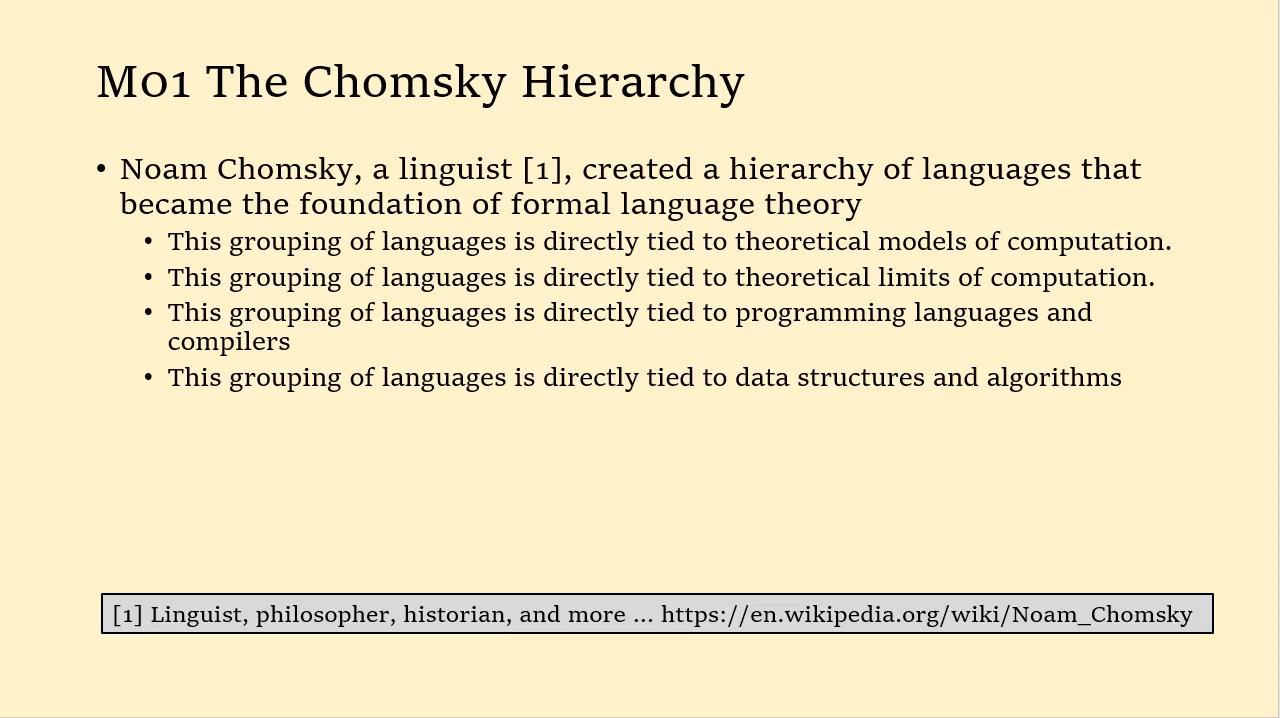 M01 The Chomsky Hierarchy
• Noam Chomsky, a linguist [1], created a hierarchy of languages that
became the foundation of formal language theory
• This grouping of languages is directly tied to theoretical models of computation.
• This grouping of languages is directly tied to theoretical limits of computation.
• This grouping of languages is directly tied to programming languages and
compilers
• This grouping of languages is directly tied to data structures and algorithms
[1] Linguist, philosopher, historian, and more ... https://en.wikipedia.org/wiki/Noam_Chomsky